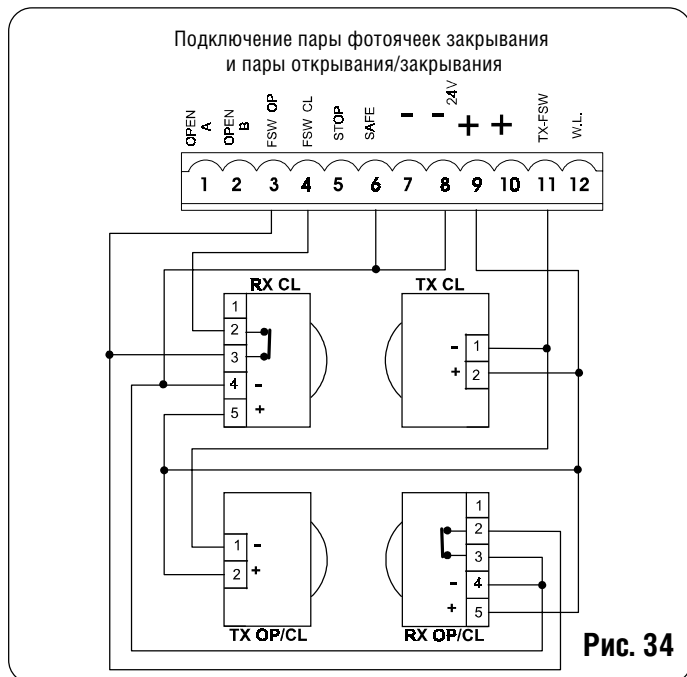 Подключение пары фотоячеек закрывания
и пары открывания/закрывания
OPEN A
OPEN B
FSW OP
FSW CL
STOP
SAFE
-
-
24V
+
+
TX-FSW
W.L.
1 2 3 4 5 6 7 8 9 10 11 12
RX CL
1
2
3
4 -
5 +
TX CL
- 1
+ 2
1 -
2 +
TX OP/CL
1
2
3
- 4
+ 5
RX OP/CL
Рис. 34